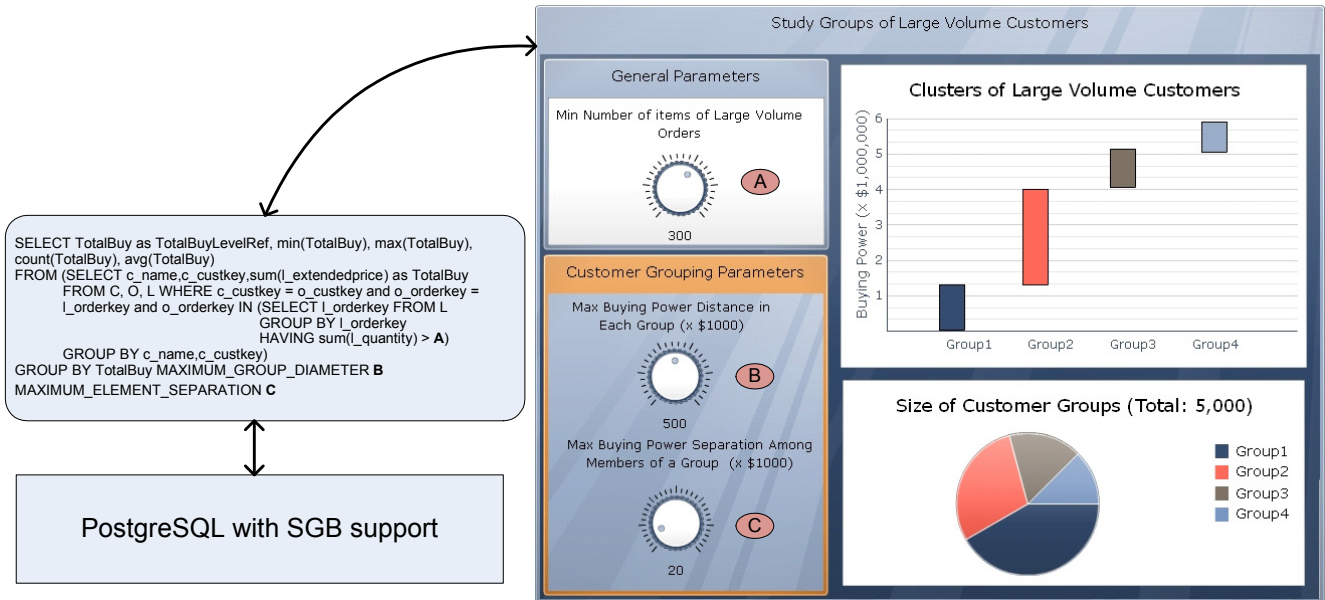 Study Groups of Large Volume Customers
SELECT TotalBuy as TotalBuyLevelRef, min(TotalBuy), max(TotalBuy),
count(TotalBuy), avg(TotalBuy)
FROM (SELECT c_name,c_custkey,sum(l_extendedprice) as TotalBuy
FROM C, O, L WHERE c_custkey = o_custkey and o_orderkey =
l_orderkey and o_orderkey IN (SELECT l_orderkey FROM L
GROUP BY l_orderkey
HAVING sum(l_quantity) > A)
GROUP BY c_name,c_custkey)
GROUP BY TotalBuy MAXIMUM_GROUP_DIAMETER B
MAXIMUM_ELEMENT_SEPARATION C
PostgreSQL with SGB support
General Parameters
Min Number of items of Large Volume
Orders
A
300
Customer Grouping Parameters
Max Buying Power Distance in
Each Group (x $1000)
B
500
Max Buying Power Separation Among
Members of a Group (x $1000)
C
20
Clusters of Large Volume Customers
Buying Power (x $1,000,000)
6
5
4
3
2
1
Group1 Group2 Group3 Group4
Size of Customer Groups (Total: 5,000)
Group1
Group2
Group3
Group4